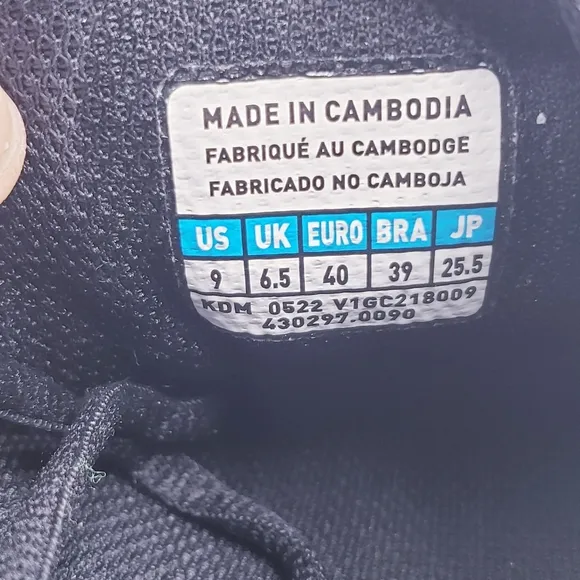 MADE IN CAMBODIA
FABRIQUÉ AU CAMBODGE
FABRICADO NO CAMBOJA
US UK EURO BRA JP
9 6.5 40 39 25.5
KDM 0522 V1GC218009
430297.0090